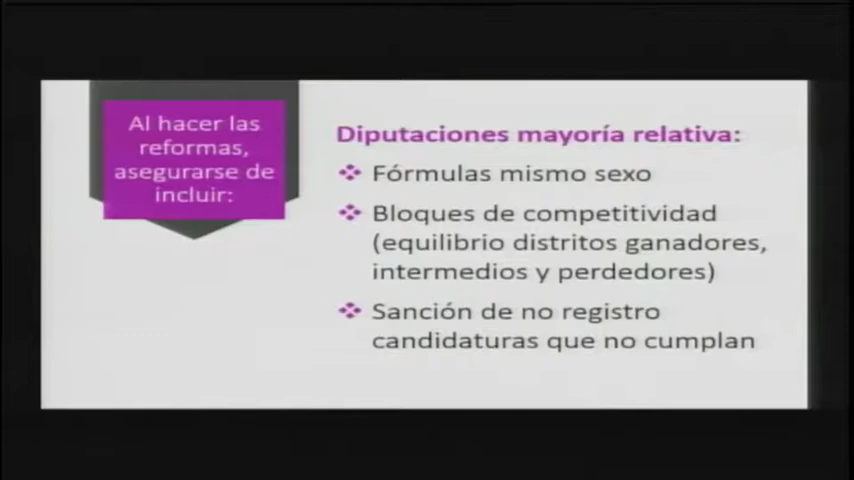 Al hacer las
reformas,
asegurarse de
incluir:
Diputaciones mayoría relativa:
Fórmulas mismo sexo
Bloques de competitividad
(equilibrio distritos ganadores,
intermedios y perdedores)
Sanción de no registro
candidaturas que no cumplan